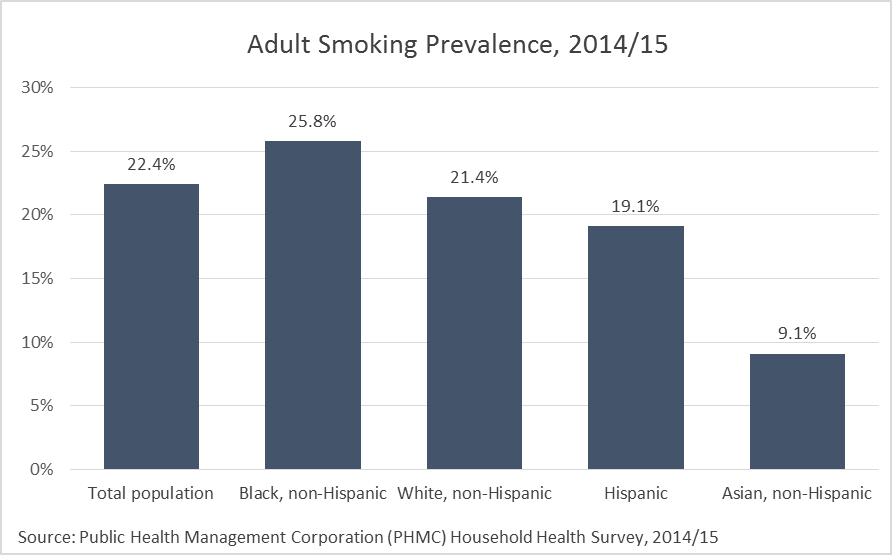 Adult Smoking Prevalence, 2014/15
30%
25%
20%
15%
10%
5%
0%
22.4%
25.8%
21.4%
19.1%
9.1%
Total population
Black, non-Hispanic
White, non-Hispanic
Hispanic
Asian, non-Hispanic
Source: Public Health Management Corporation (PHMC) Household Health Survey, 2014/15